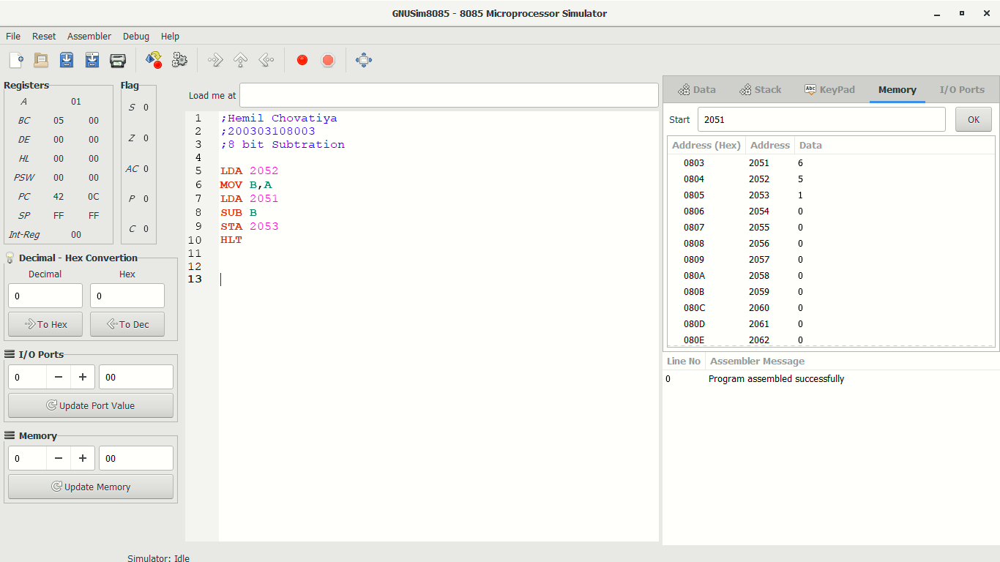 GNUSim8085 - 8085 Microprocessor Simulator
File Reset Assembler Debug Help
Registers
A 01
BC 05 00
DE 00 00
HL 00 00
PSW 00 00
PC 42 0C
SP FF FF
Int-Reg 00
Flag
S 0
Z 0
AC 0
P 0
C 0
Decimal - Hex Convertion
Decimal Hex
0 0
To Hex To Dec
I/O Ports
0 00
Update Port Value
Memory
0 00
Update Memory
Load me at
1 ;Hemil Chovatiya
2 ;200303108003
3 ;8 bit Subtration
4
5 LDA 2052
6 MOV B,A
7 LDA 2051
8 SUB B
9 STA 2053
10 HLT
11
12
13
Data Stack Abc KeyPad Memory I/O Ports
Start 2051 OK
Address (Hex) Address Data
0803 2051 6
0804 2052 5
0805 2053 1
0806 2054 0
0807 2055 0
0808 2056 0
0809 2057 0
080A 2058 0
080B 2059 0
080C 2060 0
080D 2061 0
080E 2062 0
Line No Assembler Message
0 Program assembled successfully
Simulator: Idle